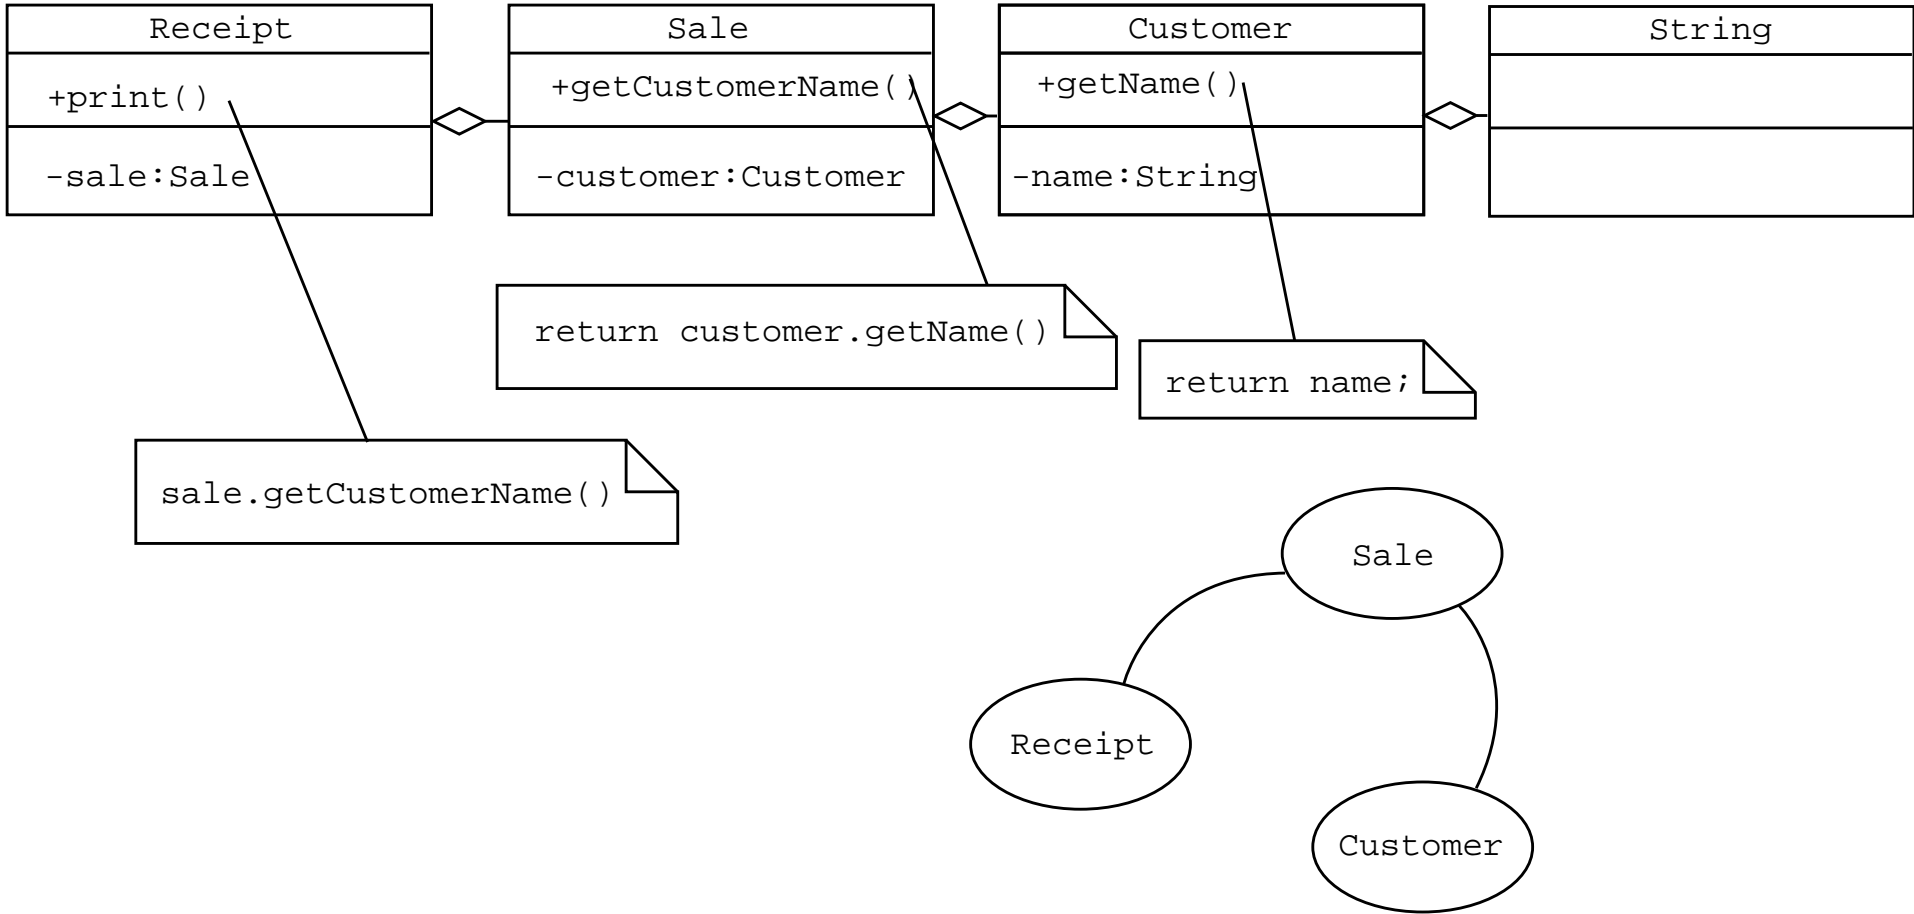 Receipt
+print()
-sale:Sale
Sale
+getCustomerName()
-customer:Customer
Customer
+getName()
-name:String
String
return customer.getName()
return name;
sale.getCustomerName()
Sale
Receipt
Customer